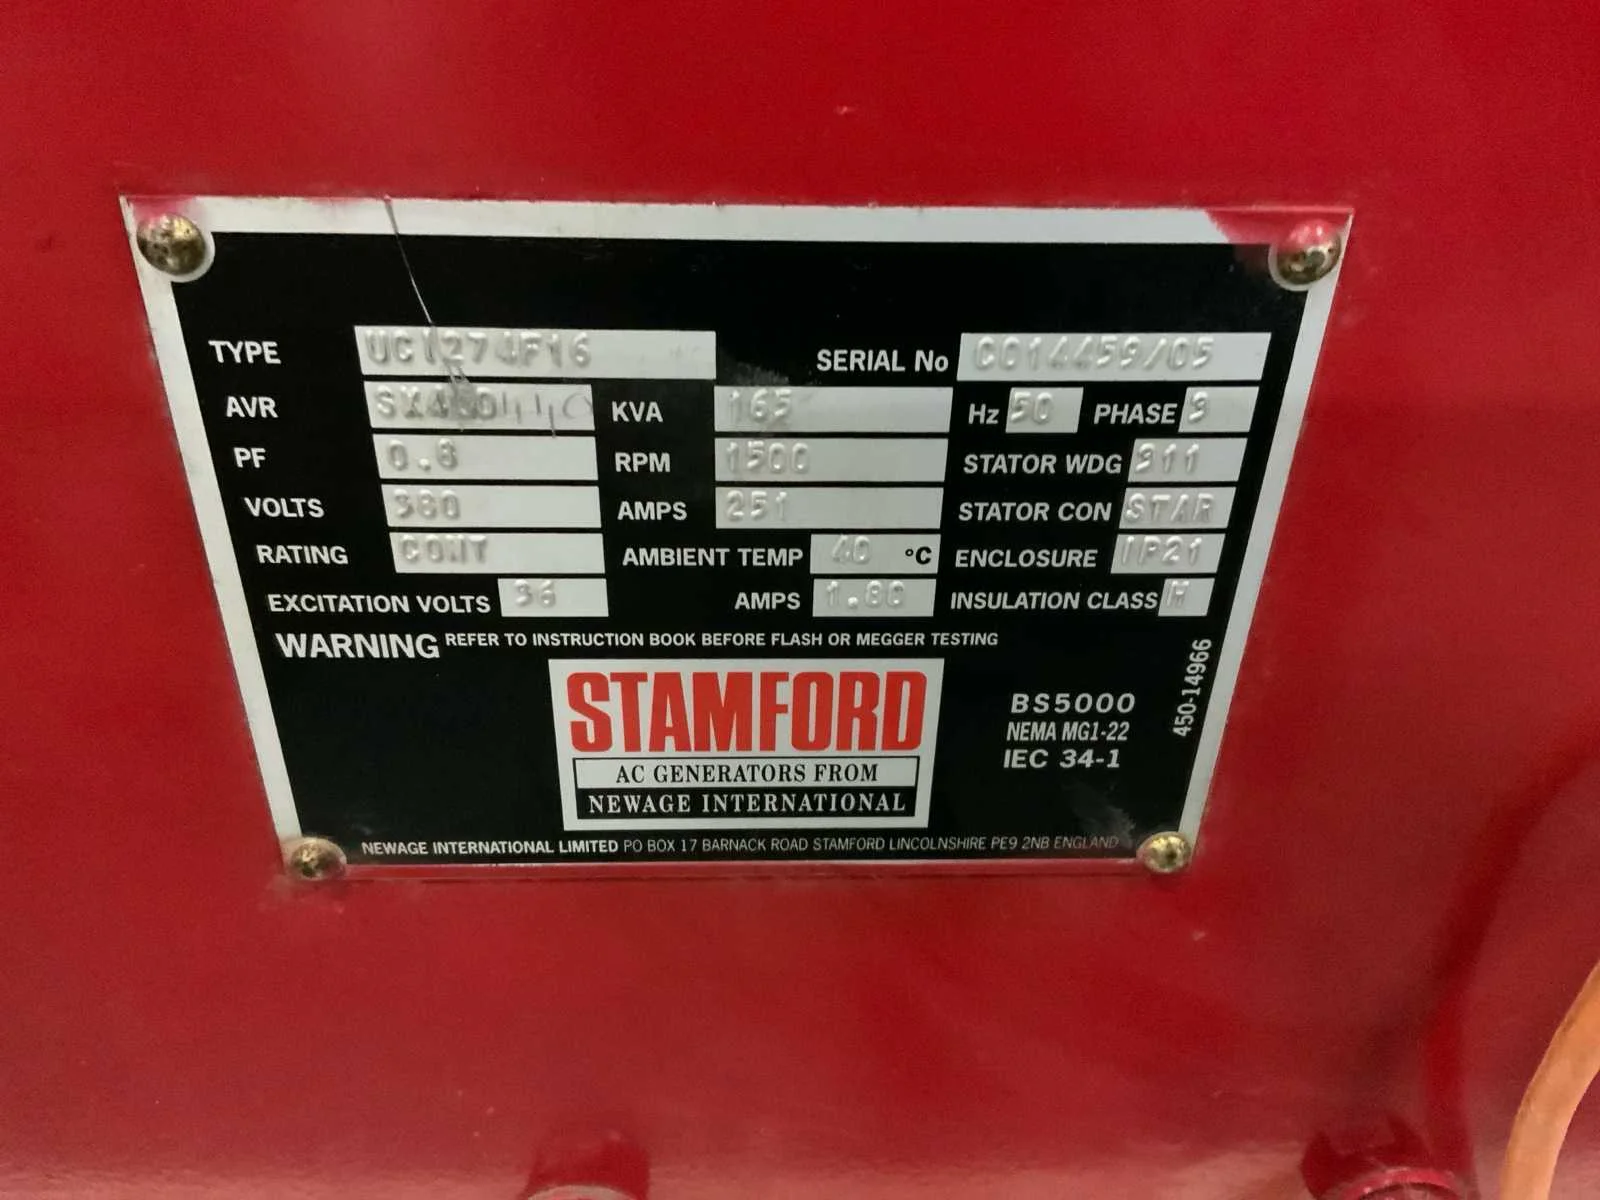 TYPE UCI274F16 SERIAL No C014459/05
AVR SX440 KVA 165 Hz 50 PHASE 3
PF 0.8 RPM 1500 STATOR WDG 311
VOLTS 380 AMPS 251 STATOR CON STAR
RATING CONT AMBIENT TEMP 40 °C ENCLOSURE IP21
EXCITATION VOLTS 36 AMPS 1.80 INSULATION CLASS H
WARNING REFER TO INSTRUCTION BOOK BEFORE FLASH OR MEGGER TESTING
STAMFORD
AC GENERATORS FROM
NEWAGE INTERNATIONAL
BS5000
NEMA MG1-22
IEC 34-1
450-14966
NEWAGE INTERNATIONAL LIMITED PO BOX 17 BARNACK ROAD STAMFORD LINCOLNSHIRE PE9 2NB ENGLAND